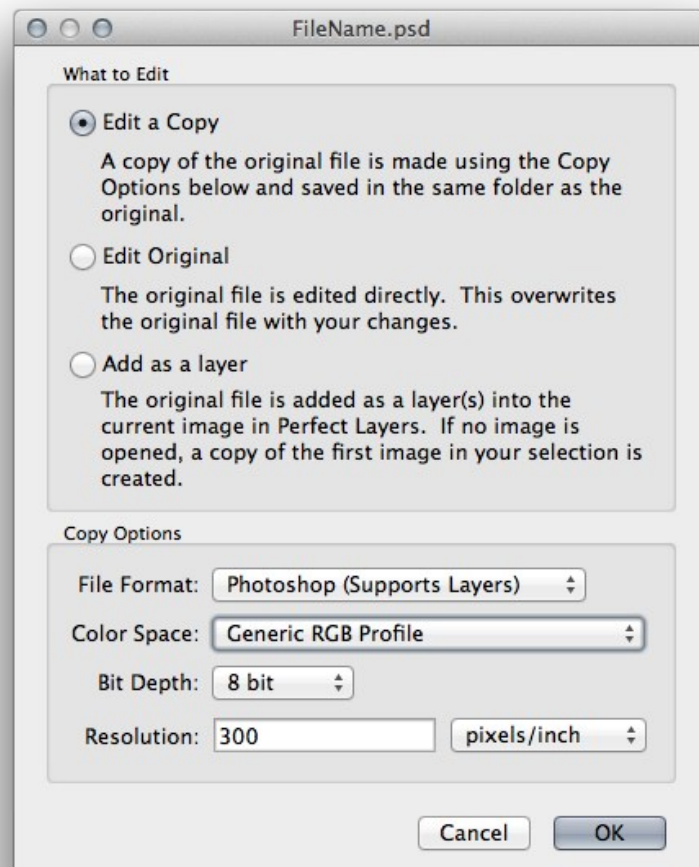 FileName.psd
What to Edit
Edit a Copy
A copy of the original file is made using the Copy
Options below and saved in the same folder as the
original.
Edit Original
The original file is edited directly. This overwrites
the original file with your changes.
Add as a layer
The original file is added as a layer(s) into the
current image in Perfect Layers. If no image is
opened, a copy of the first image in your selection is
created.
Copy Options
File Format: Photoshop (Supports Layers)
Color Space: Generic RGB Profile
Bit Depth: 8 bit
Resolution: 300 pixels/inch
Cancel OK